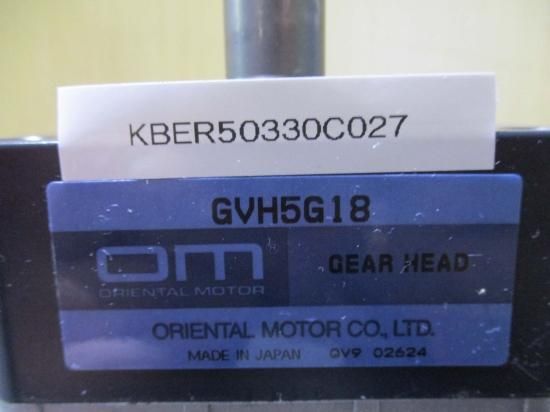 KBER50330C027
GVH5G18
om®
GEAR HEAD
ORIENTAL MOTOR
ORIENTAL MOTOR CO., LTD.
MADE IN JAPAN QV9 02624